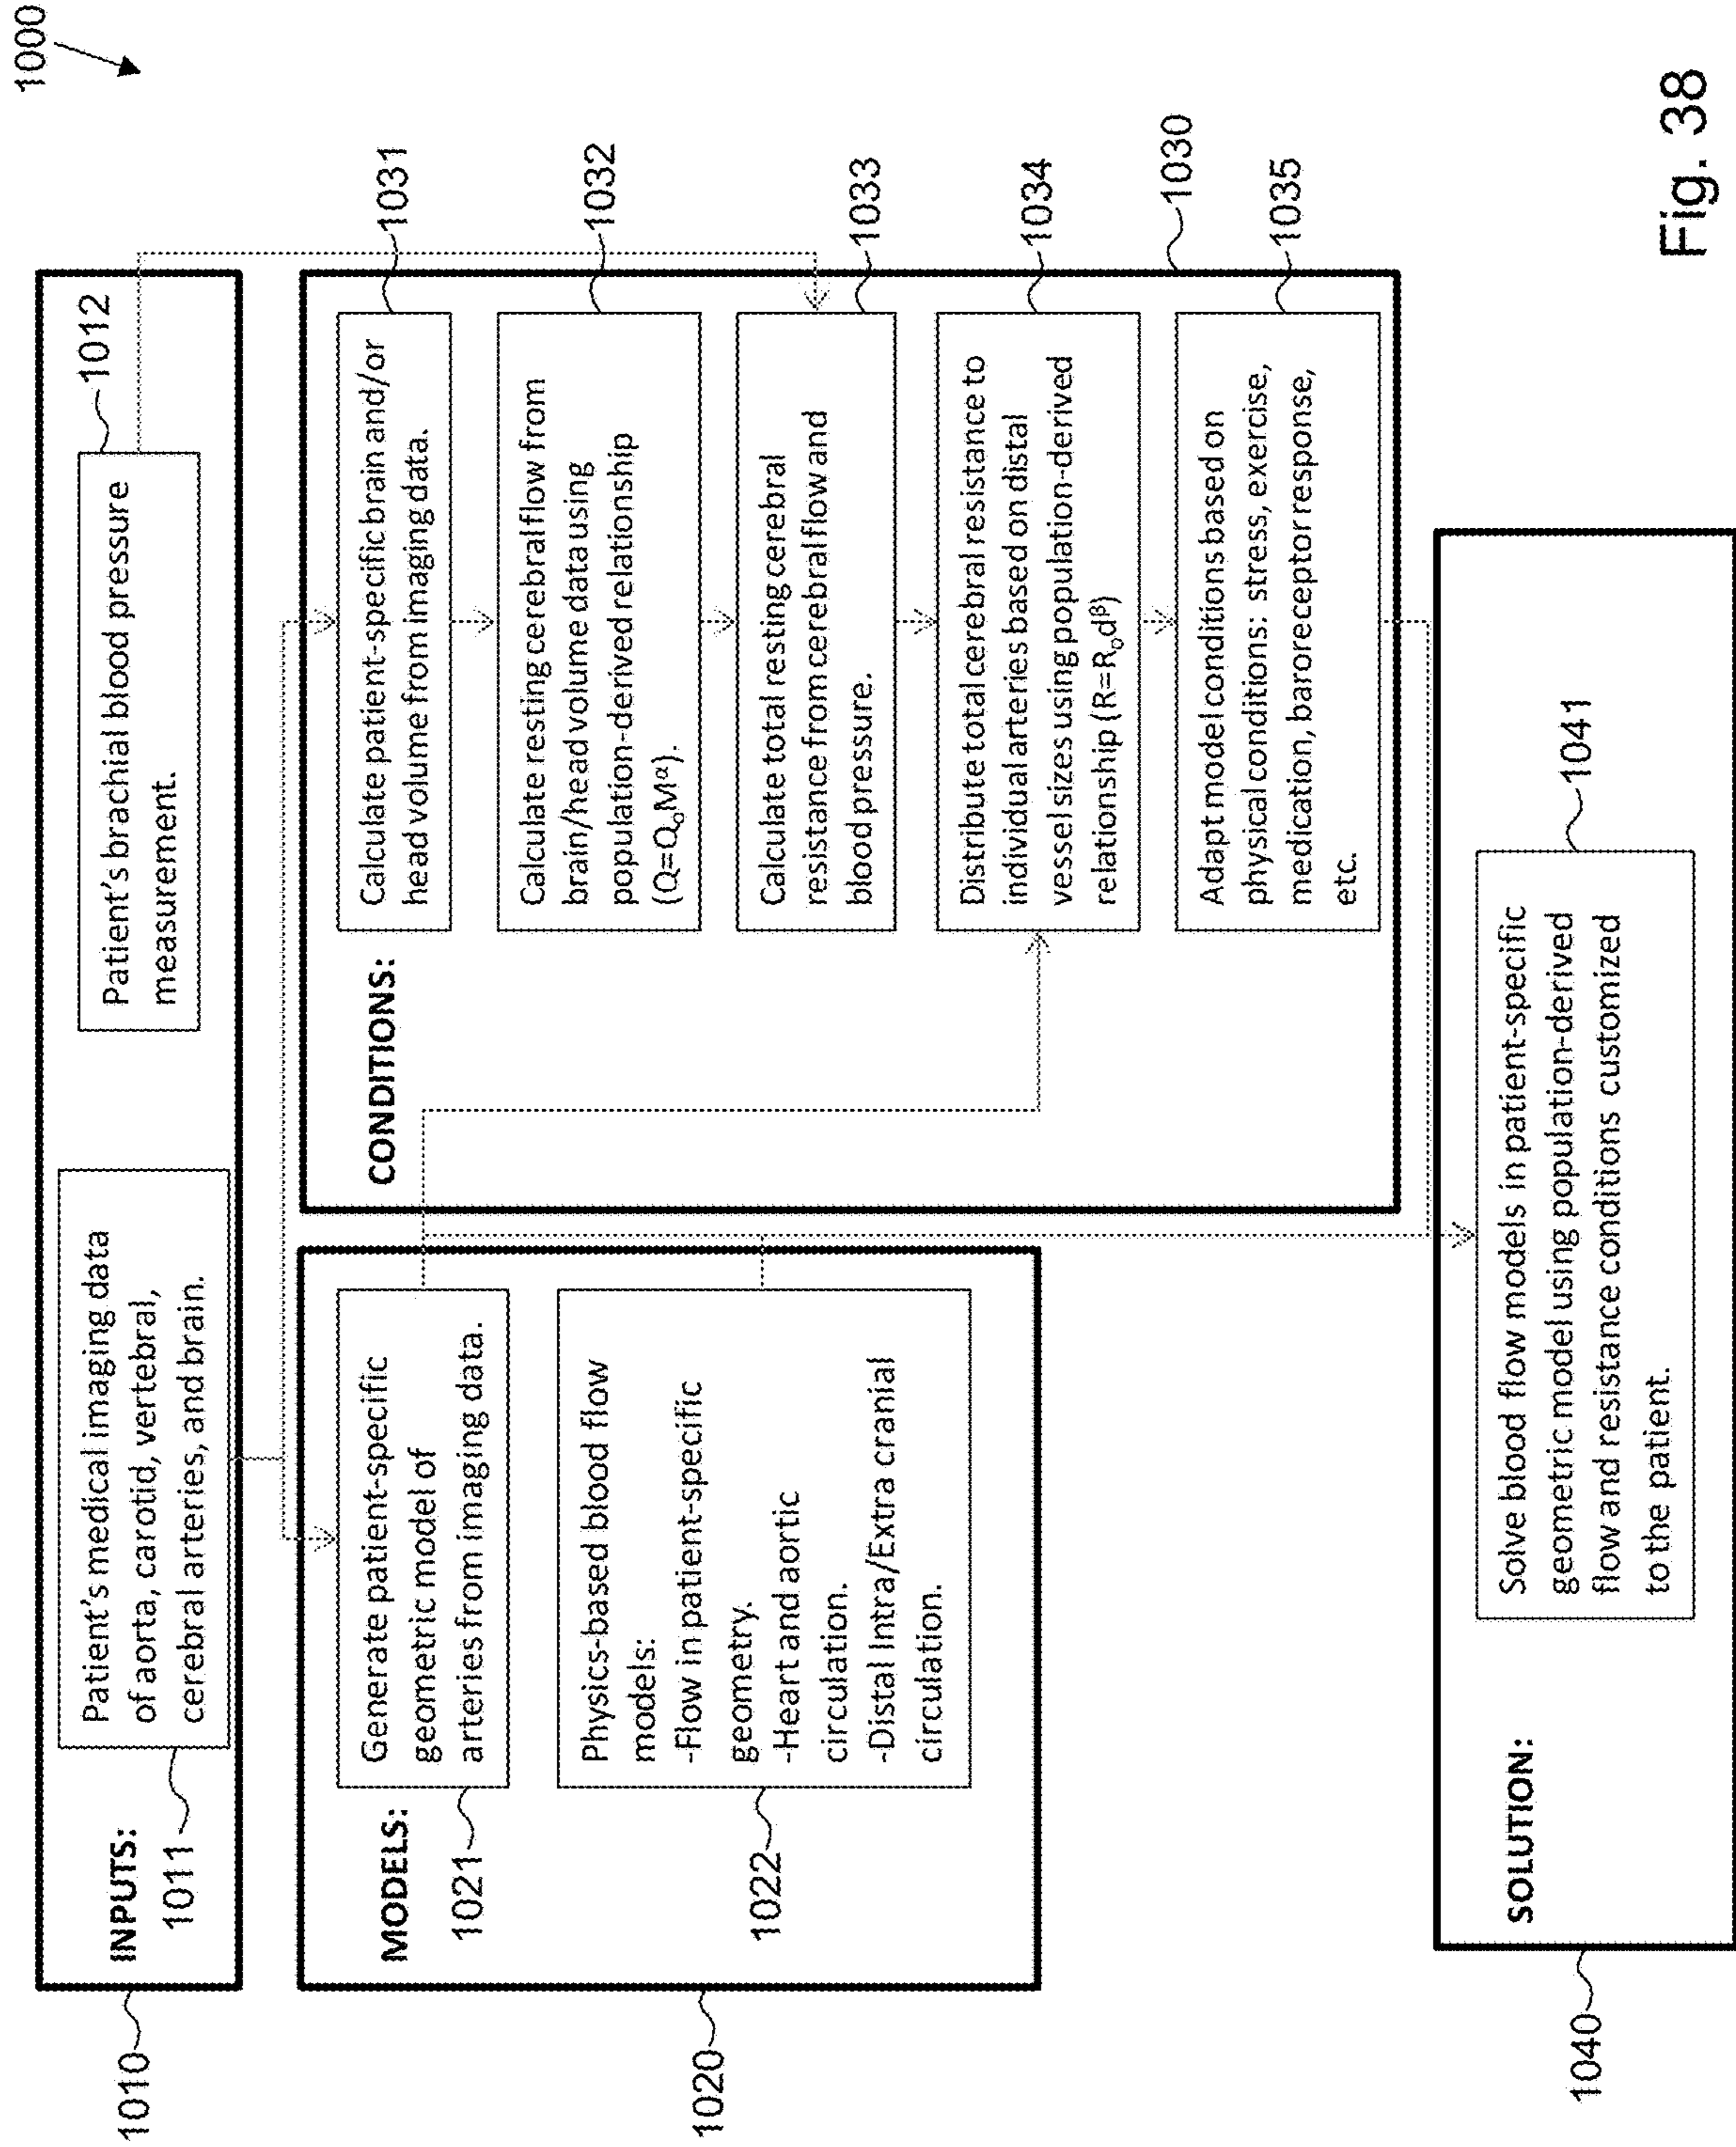 1000
1010
INPUTS:
1011
Patient's medical imaging data
of aorta, carotid, vertebral,
cerebral arteries, and brain.
Patient's brachial blood pressure
measurement.
1012
1020
MODELS:
1021
Generate patient-specific
geometric model of
arteries from imaging data.
1022
Physics-based blood flow
models:
-Flow in patient-specific
geometry.
-Heart and aortic
circulation.
-Distal Intra/Extra cranial
circulation.
CONDITIONS:
Calculate patient-specific brain and/or
head volume from imaging data.
1031
Calculate resting cerebral flow from
brain/head volume data using
population-derived relationship
(Q=QₒMᵅ).
1032
Calculate total resting cerebral
resistance from cerebral flow and
blood pressure.
1033
Distribute total cerebral resistance to
individual arteries based on distal
vessel sizes using population-derived
relationship (R=Rₒdᵝ)
1034
1030
Adapt model conditions based on
physical conditions: stress, exercise,
medication, baroreceptor response,
etc.
1035
1040
SOLUTION:
Solve blood flow models in patient-specific
geometric model using population-derived
flow and resistance conditions customized
to the patient.
1041
Fig. 38